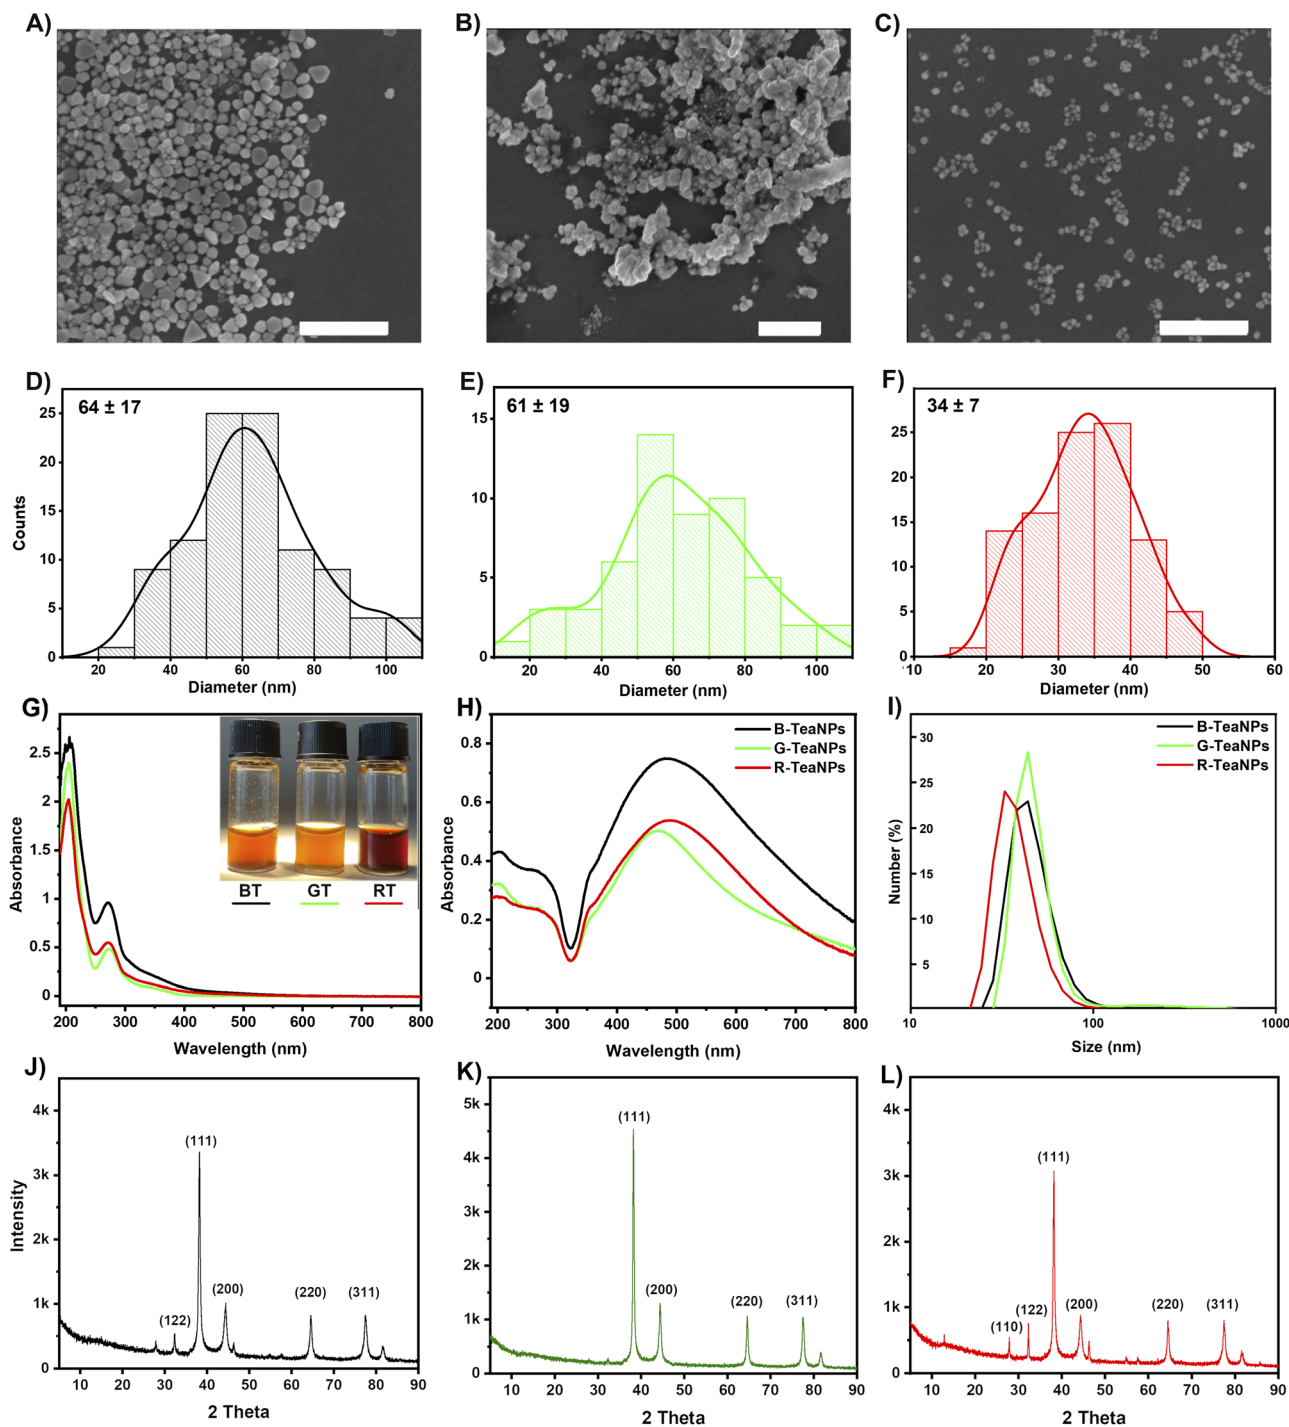 A)
B)
C)
D)
64 ± 17
Counts
25
20
15
10
5
0
20
40
60
80
100
Diameter (nm)
E)
61 ± 19
15
10
5
0
20
40
60
80
100
Diameter (nm)
F)
34 ± 7
25
20
15
10
5
0
10
20
30
40
50
60
Diameter (nm)
G)
Absorbance
2.5
2
1.5
1
0.5
0
200
300
400
500
600
700
800
Wavelength (nm)
BT
GT
RT
H)
B-TeaNPs
G-TeaNPs
R-TeaNPs
Absorbance
0.8
0.6
0.4
0.2
0
200
300
400
500
600
700
800
Wavelength (nm)
I)
B-TeaNPs
G-TeaNPs
R-TeaNPs
Number (%)
30
25
20
15
10
5
10
100
1000
Size (nm)
J)
Intensity
4k
3k
2k
1k
0
(122)
(111)
(200)
(220)
(311)
10
20
30
40
50
60
70
80
90
2 Theta
K)
5k
4k
3k
2k
1k
0
(111)
(200)
(220)
(311)
10
20
30
40
50
60
70
80
90
2 Theta
L)
4k
3k
2k
1k
0
(110)
(122)
(111)
(200)
(220)
(311)
10
20
30
40
50
60
70
80
90
2 Theta